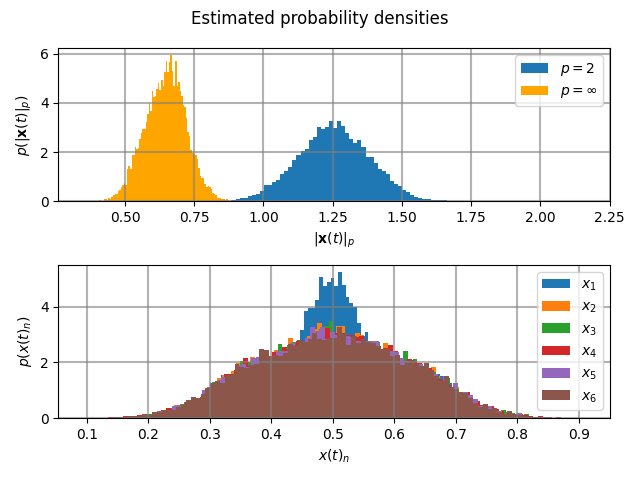 Estimated probability densities
6
4
2
0
p(|x(t)|ₚ)
p = 2
p = ∞
0.50 0.75 1.00 1.25 1.50 1.75 2.00 2.25
|x(t)|ₚ
4
2
0
p(x(t)ₙ)
x₁
x₂
x₃
x₄
x₅
x₆
0.1 0.2 0.3 0.4 0.5 0.6 0.7 0.8 0.9
x(t)ₙ